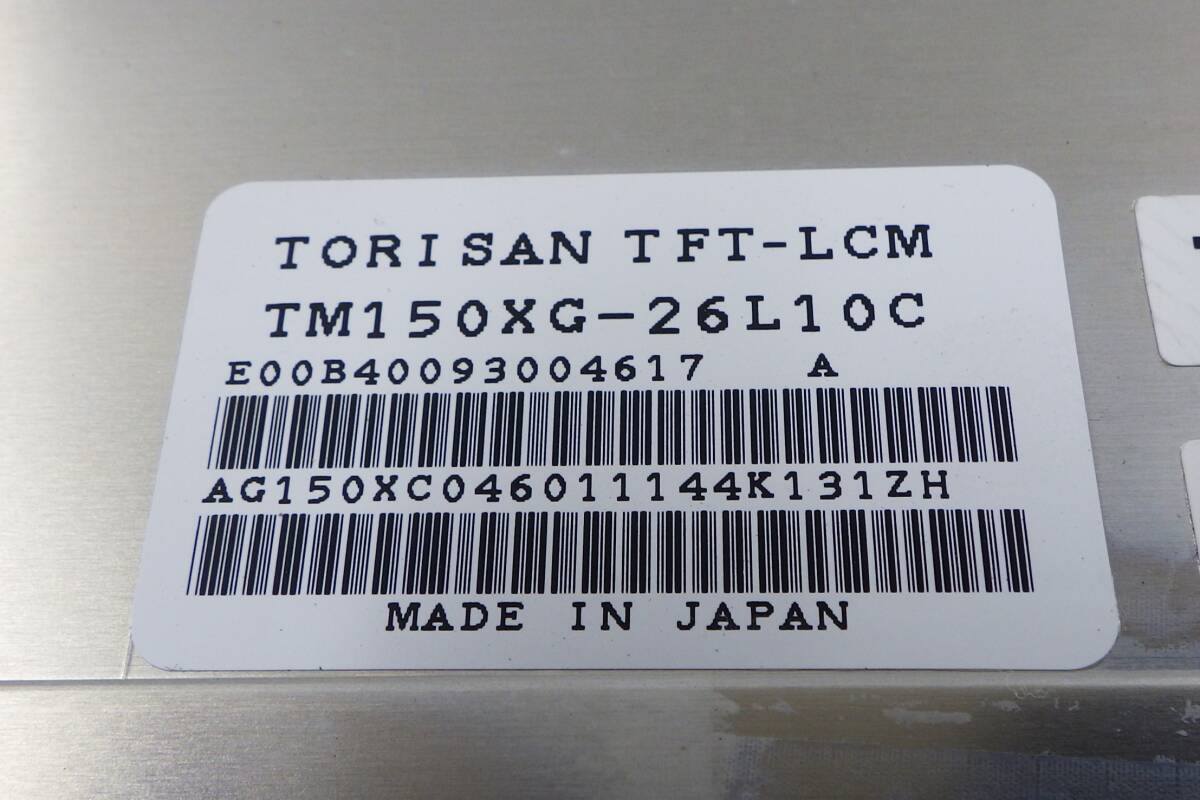 TORISAN TFT-LCM
TM150XG-26L10C
E00B40093004617 A
AG150XC046011144K131ZH
MADE IN JAPAN